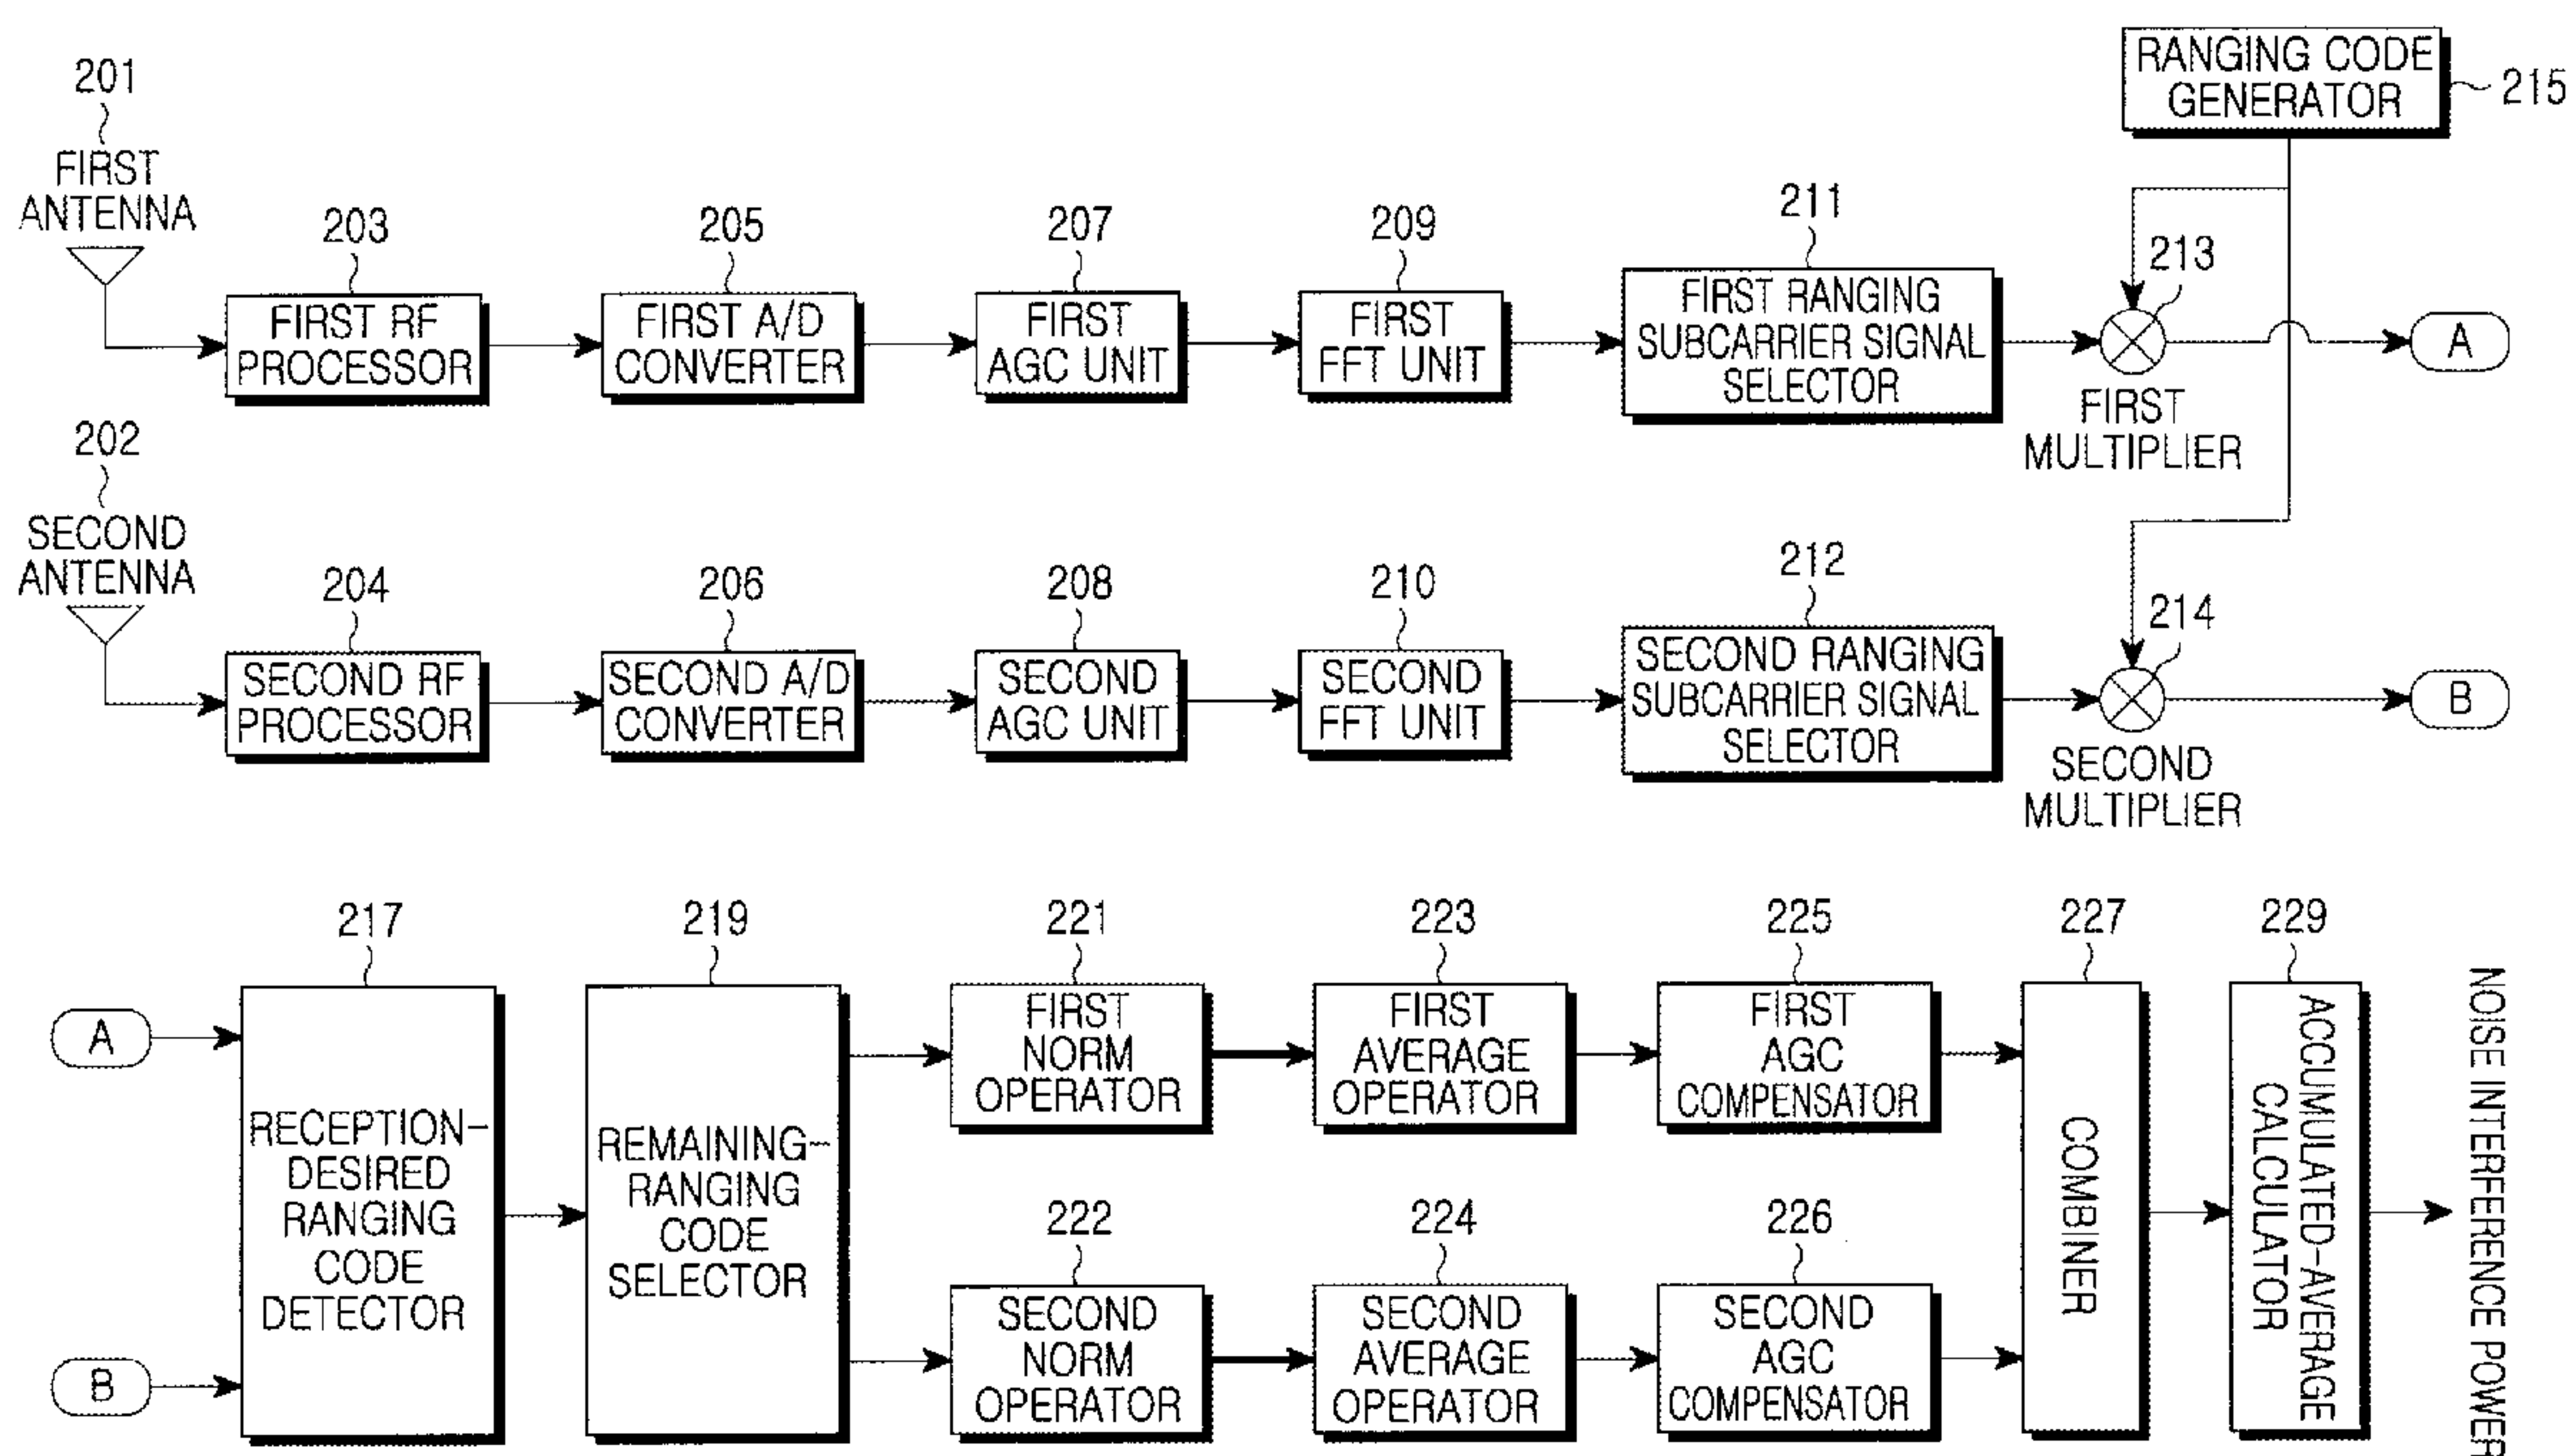 RANGING CODE
GENERATOR
215
201
FIRST
ANTENNA
203
FIRST RF
PROCESSOR
205
FIRST A/D
CONVERTER
207
FIRST
AGC UNIT
209
FIRST
FFT UNIT
211
FIRST RANGING
SUBCARRIER SIGNAL
SELECTOR
213
FIRST
MULTIPLIER
A
202
SECOND
ANTENNA
204
SECOND RF
PROCESSOR
206
SECOND A/D
CONVERTER
208
SECOND
AGC UNIT
210
SECOND
FFT UNIT
212
SECOND RANGING
SUBCARRIER SIGNAL
SELECTOR
214
SECOND
MULTIPLIER
B
A
B
217
RECEPTION-
DESIRED
RANGING
CODE
DETECTOR
219
REMAINING-
RANGING
CODE
SELECTOR
221
FIRST
NORM
OPERATOR
223
FIRST
AVERAGE
OPERATOR
225
FIRST
AGC
COMPENSATOR
222
SECOND
NORM
OPERATOR
224
SECOND
AVERAGE
OPERATOR
226
SECOND
AGC
COMPENSATOR
227
COMBINER
229
ACCUMULATED-AVERAGE
CALCULATOR
NOISE INTERFERENCE POWER